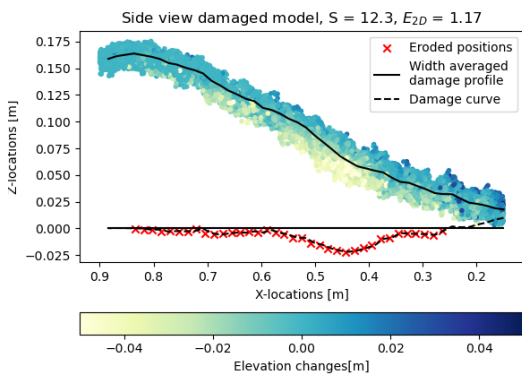 Side view damaged model, S = 12.3, E2D = 1.17
Z-locations [m]
0.175
0.150
0.125
0.100
0.075
0.050
0.025
0.000
−0.025
Eroded positions
Width averaged
damage profile
Damage curve
0.9 0.8 0.7 0.6 0.5 0.4 0.3 0.2
X-locations [m]
−0.04 −0.02 0.00 0.02 0.04
Elevation changes[m]